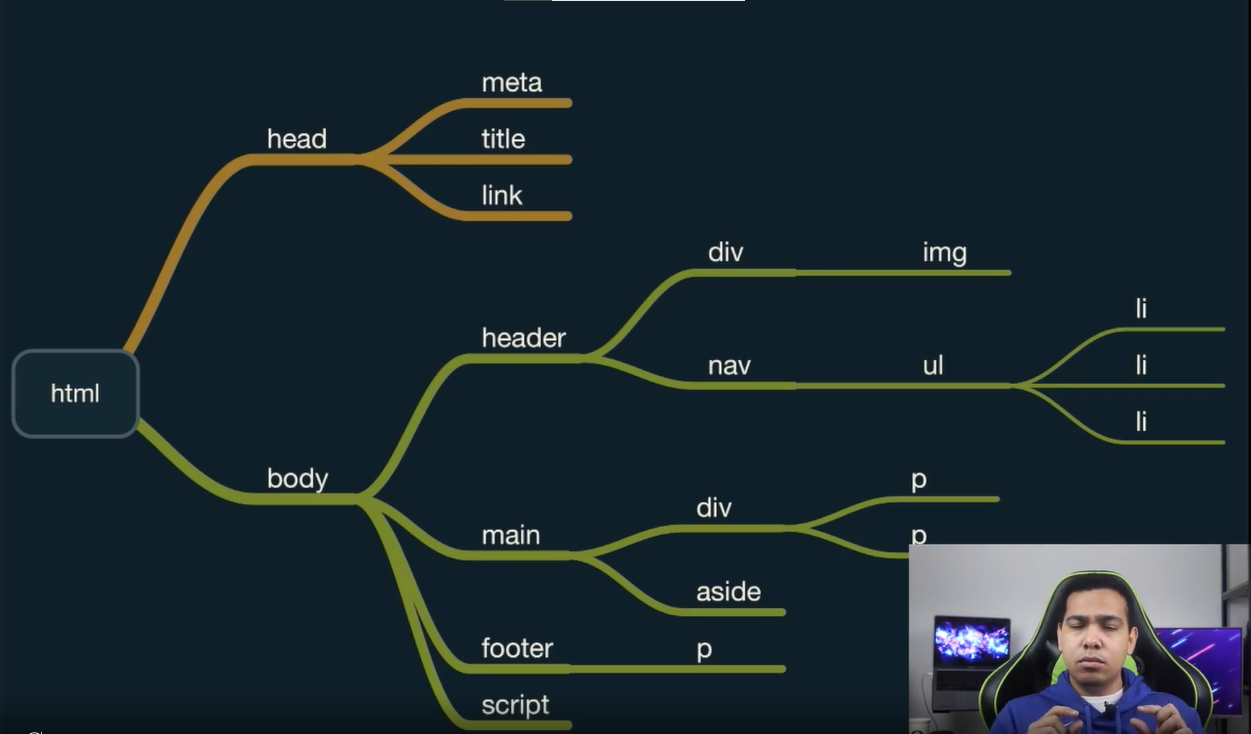 meta
head
title
link
div
img
li
header
nav
ul
li
html
li
body
p
div
main
p
aside
footer
p
script